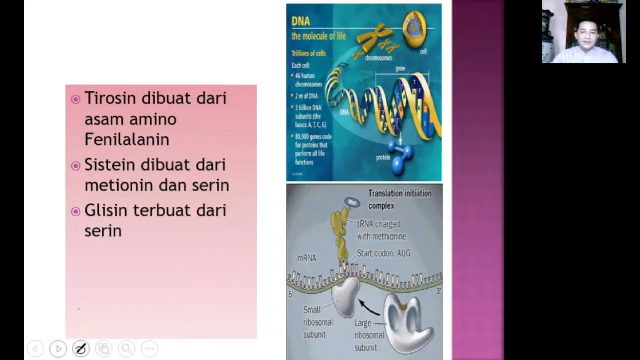 Tirosin dibuat dari
asam amino
Fenilalanin
Sistein dibuat dari
metionin dan serin
Glisin terbuat dari
serin
DNA
the molecule of life
Trillions of cells
Each cell:
46 human
chromosomes
2 m of DNA
3 billion DNA
subunits (the
bases: A, T, C, G)
80,000 genes code
for proteins that
perform all life
functions
chromosomes
cell
gene
DNA
protein
Translation initiation
complex
Met
tRNA charged
with methionine
Start codon, AUG
mRNA
5'
3'
Small
ribosomal
subunit
Large
ribosomal
subunit